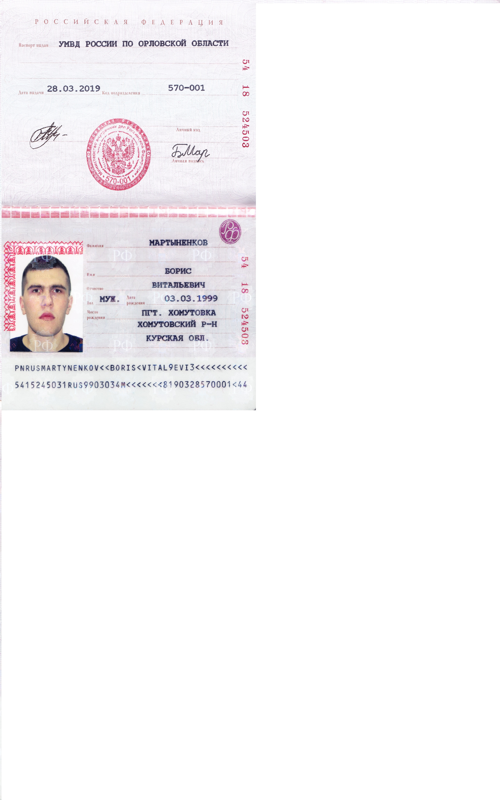 РОССИЙСКАЯ ФЕДЕРАЦИЯ
Паспорт выдан УМВД РОССИИ ПО ОРЛОВСКОЙ ОБЛАСТИ
Дата выдачи 28.03.2019 Код подразделения 570-001
Личный код
Личная подпись
54 18 524503
570-001
Фамилия МАРТЫНЕНКОВ
Имя БОРИС
Отчество ВИТАЛЬЕВИЧ
Пол МУЖ. Дата рождения 03.03.1999
Место рождения ПГТ. ХОМУТОВКА
ХОМУТОВСКИЙ Р-Н
КУРСКАЯ ОБЛ.
54 18 524503
PNRUSMARTYNENKOV<<BORIS<VITAL9EVI3<<<<<<<<<<
5415245031RUS9903034M<<<<<<<8190328570001<44